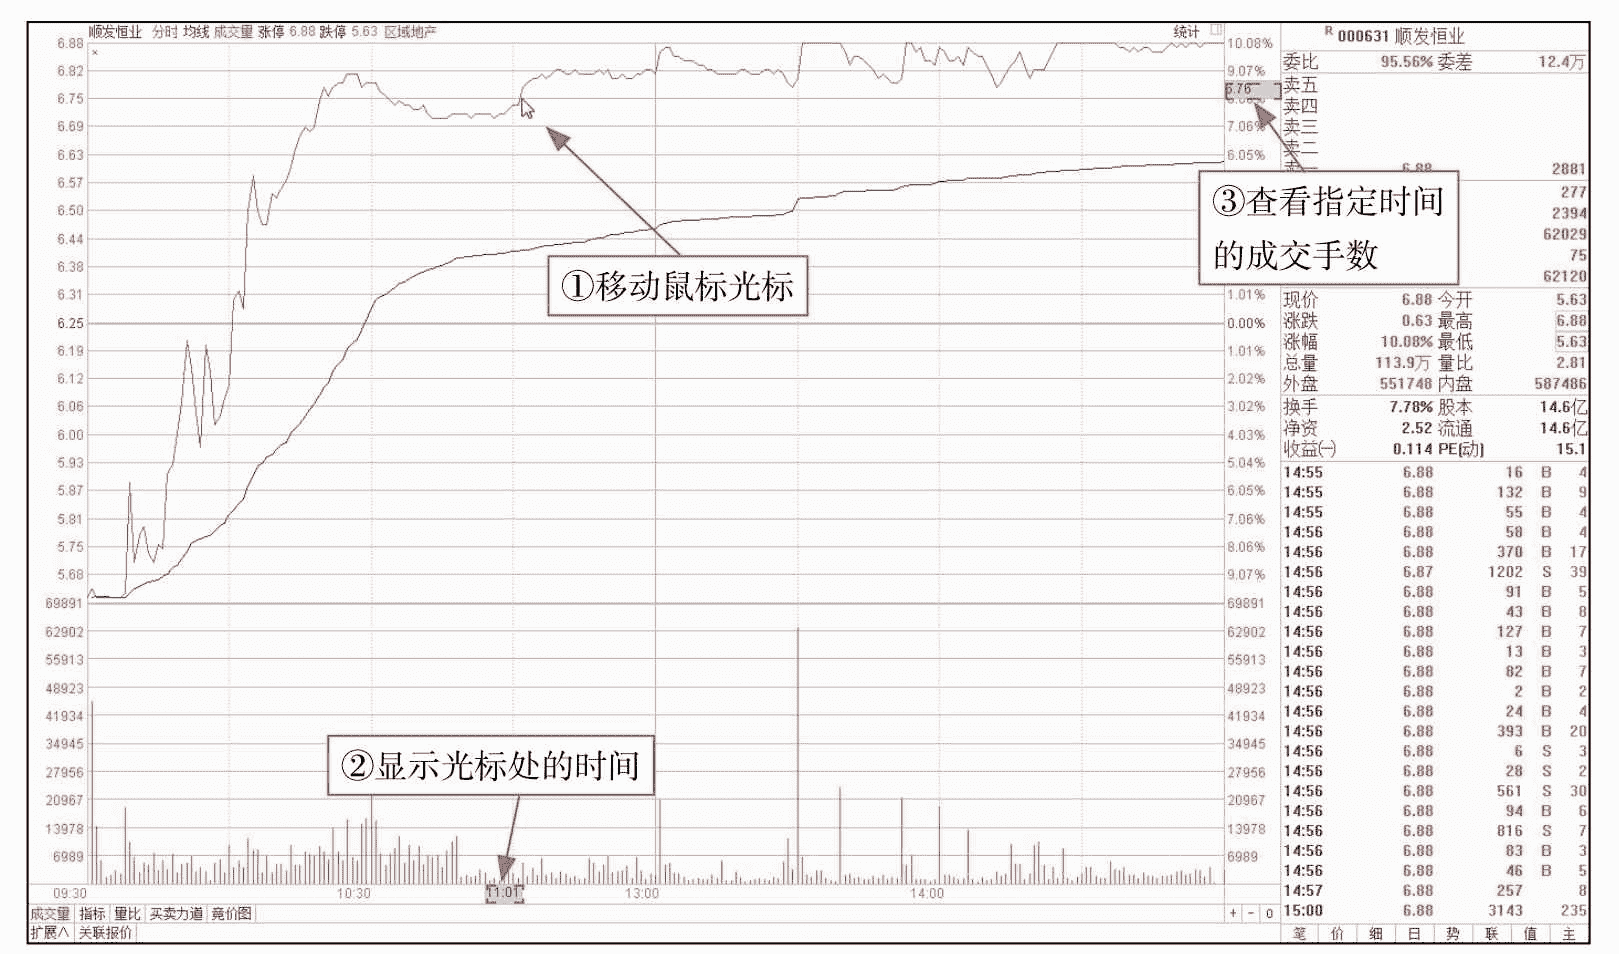 顺发恒业 分时 均线 成交量 涨停 6.88 跌停 5.63 区域地产 统计
R 000631 顺发恒业
6.88 10.08%
6.82 9.07%
6.75
6.69 7.06%
6.63 6.05%
6.57
6.50
6.44
6.38
6.31 1.01%
6.25 0.00%
6.19 1.01%
6.12 2.02%
6.06 3.02%
6.00 4.03%
5.93 5.04%
5.87 6.05%
5.81 7.06%
5.75 8.06%
5.68 9.07%
69891 69891
62902 62902
55913 55913
48923 48923
41934 41934
34945 34945
27956 27956
20967 20967
13978 13978
6989 6989
09:30 10:30 11:01 13:00 14:00
6.76
①移动鼠标光标
②显示光标处的时间
③查看指定时间
的成交手数
委比 95.56% 委差 12.4万
卖五
卖四
卖三
卖二
卖一 6.88 2881
277
2394
62029
75
62120
现价 6.88 今开 5.63
涨跌 0.63 最高 6.88
涨幅 10.08% 最低 5.63
总量 113.9万 量比 2.81
外盘 551748 内盘 587486
换手 7.78% 股本 14.6亿
净资 2.52 流通 14.6亿
收益㈠ 0.114 PE(动) 15.1
14:55 6.88 16 B 4
14:55 6.88 132 B 9
14:55 6.88 55 B 4
14:56 6.88 58 B 4
14:56 6.88 370 B 17
14:56 6.87 1202 S 39
14:56 6.88 91 B 5
14:56 6.88 43 B 8
14:56 6.88 127 B 7
14:56 6.88 13 B 3
14:56 6.88 82 B 7
14:56 6.88 2 B 2
14:56 6.88 24 B 4
14:56 6.88 393 B 20
14:56 6.88 6 S 3
14:56 6.88 28 S 2
14:56 6.88 561 S 30
14:56 6.88 94 B 6
14:56 6.88 816 S 7
14:56 6.88 83 B 3
14:56 6.88 46 B 5
14:57 6.88 257 8
15:00 6.88 3143 235
成交量 指标 量比 买卖力道 竞价图 + - 0
扩展∧ 关联报价
笔 价 细 日 势 联 值 主